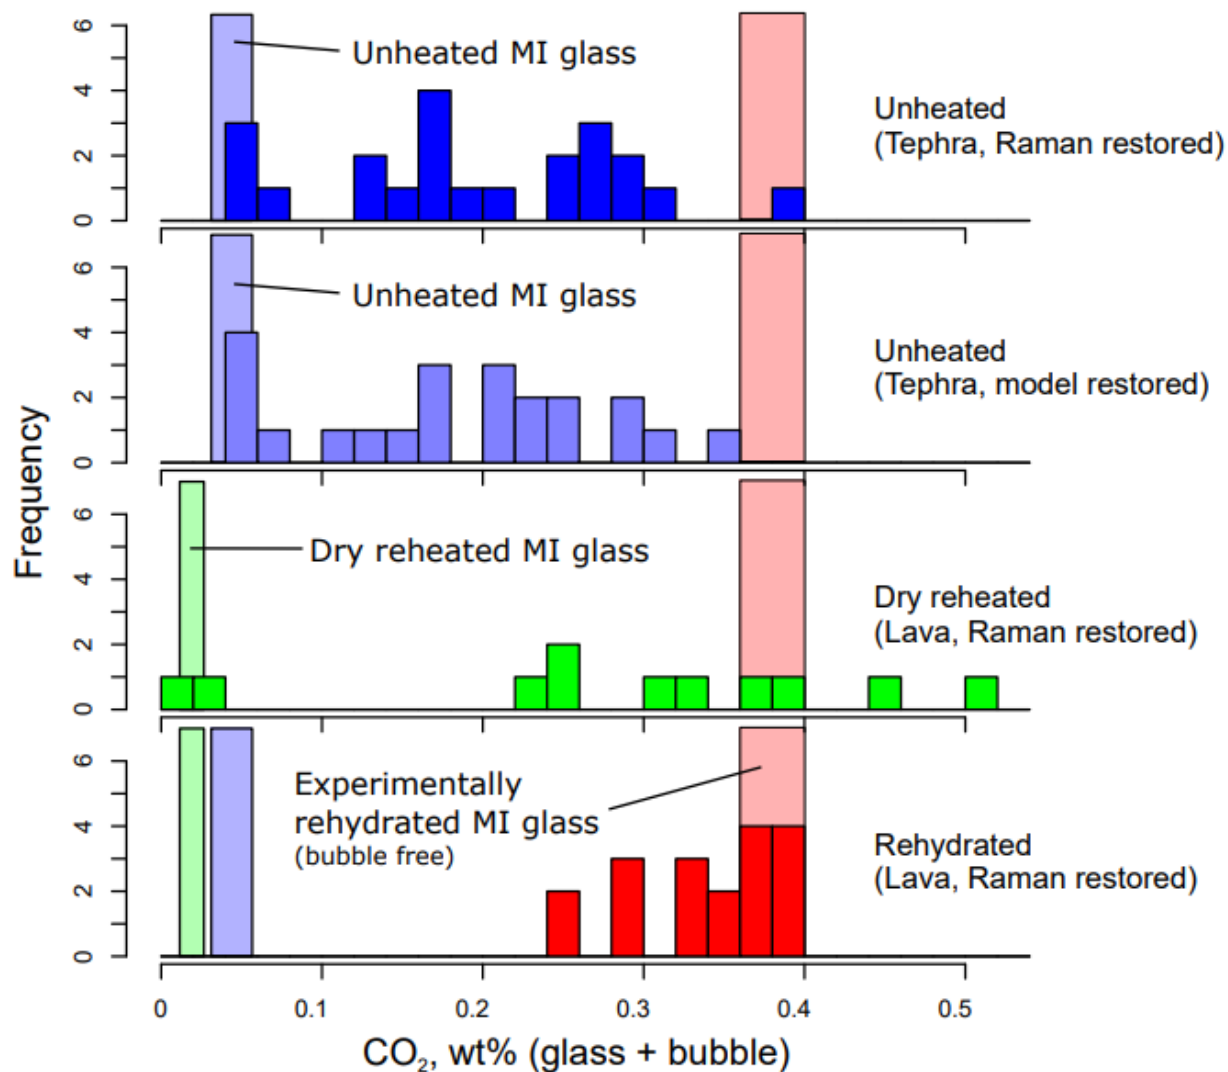 Frequency
6
4
2
0
Unheated MI glass
Unheated
(Tephra, Raman restored)
6
4
2
0
Unheated MI glass
Unheated
(Tephra, model restored)
6
4
2
0
Dry reheated MI glass
Dry reheated
(Lava, Raman restored)
6
4
2
0
Experimentally
rehydrated MI glass
(bubble free)
Rehydrated
(Lava, Raman restored)
0 0.1 0.2 0.3 0.4 0.5
CO₂, wt% (glass + bubble)